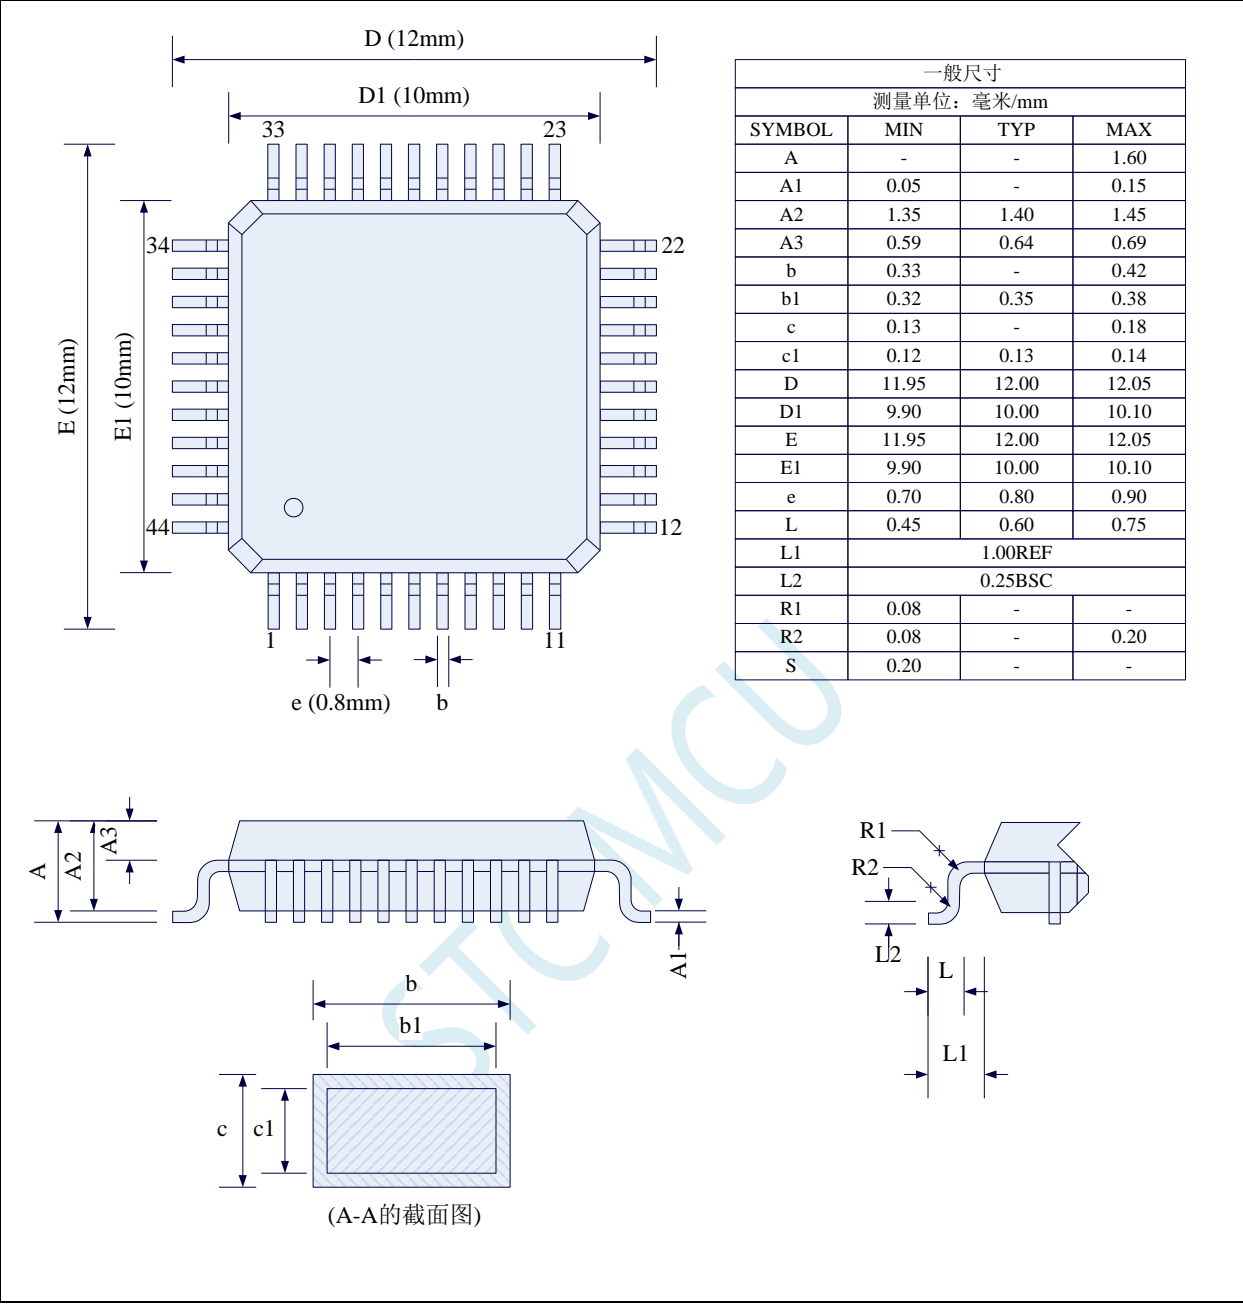 D (12mm)
D1 (10mm)
33 23
34 22
44 12
1 11
E (12mm)
E1 (10mm)
e (0.8mm) b
一般尺寸
测量单位：毫米/mm
SYMBOL MIN TYP MAX
A - - 1.60
A1 0.05 - 0.15
A2 1.35 1.40 1.45
A3 0.59 0.64 0.69
b 0.33 - 0.42
b1 0.32 0.35 0.38
c 0.13 - 0.18
c1 0.12 0.13 0.14
D 11.95 12.00 12.05
D1 9.90 10.00 10.10
E 11.95 12.00 12.05
E1 9.90 10.00 10.10
e 0.70 0.80 0.90
L 0.45 0.60 0.75
L1 1.00REF
L2 0.25BSC
R1 0.08 - -
R2 0.08 - 0.20
S 0.20 - -
A
A2
A3
A1
R1
R2
L2
L
L1
b
b1
c c1
(A-A的截面图)
STC MCU